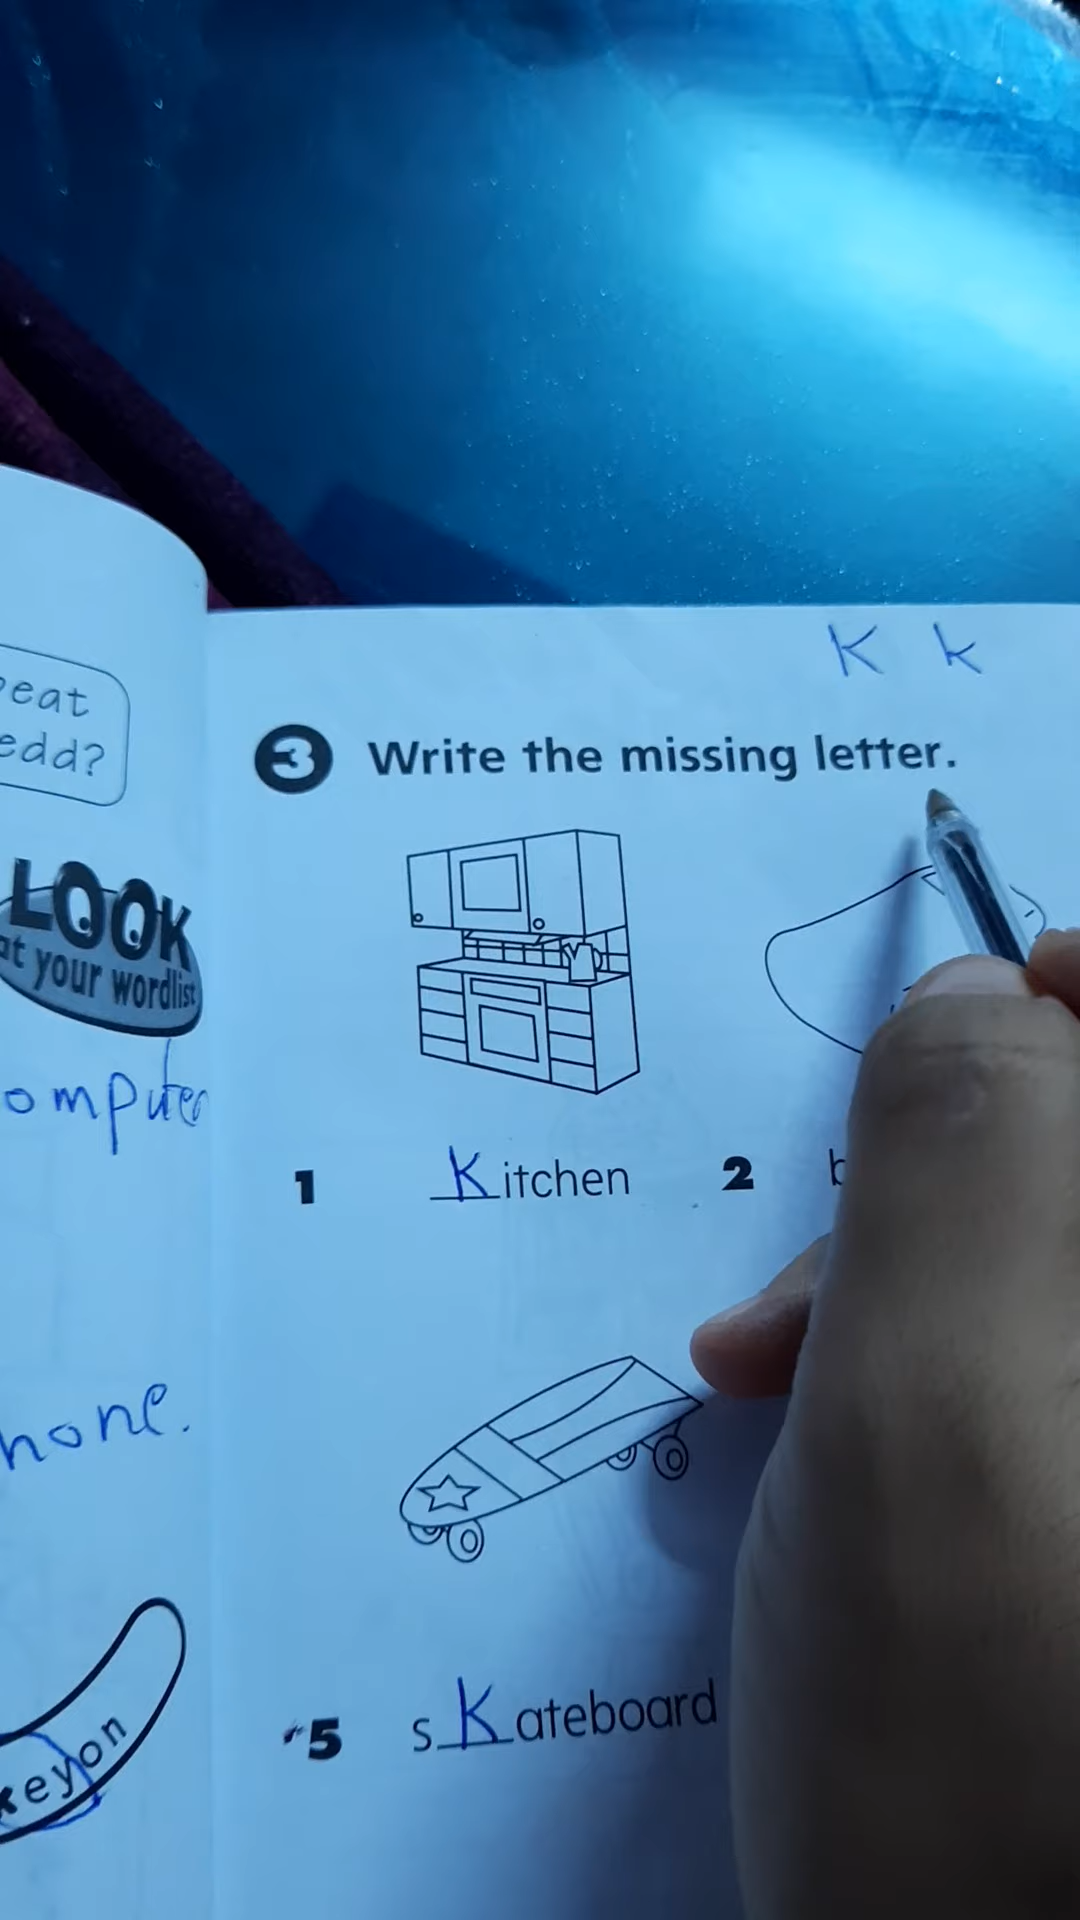 eat
edd?
LOOK
at your wordlist
omputer
hone.
keyon
K k
3 Write the missing letter.
1 Kitchen 2 b
5 sKateboard